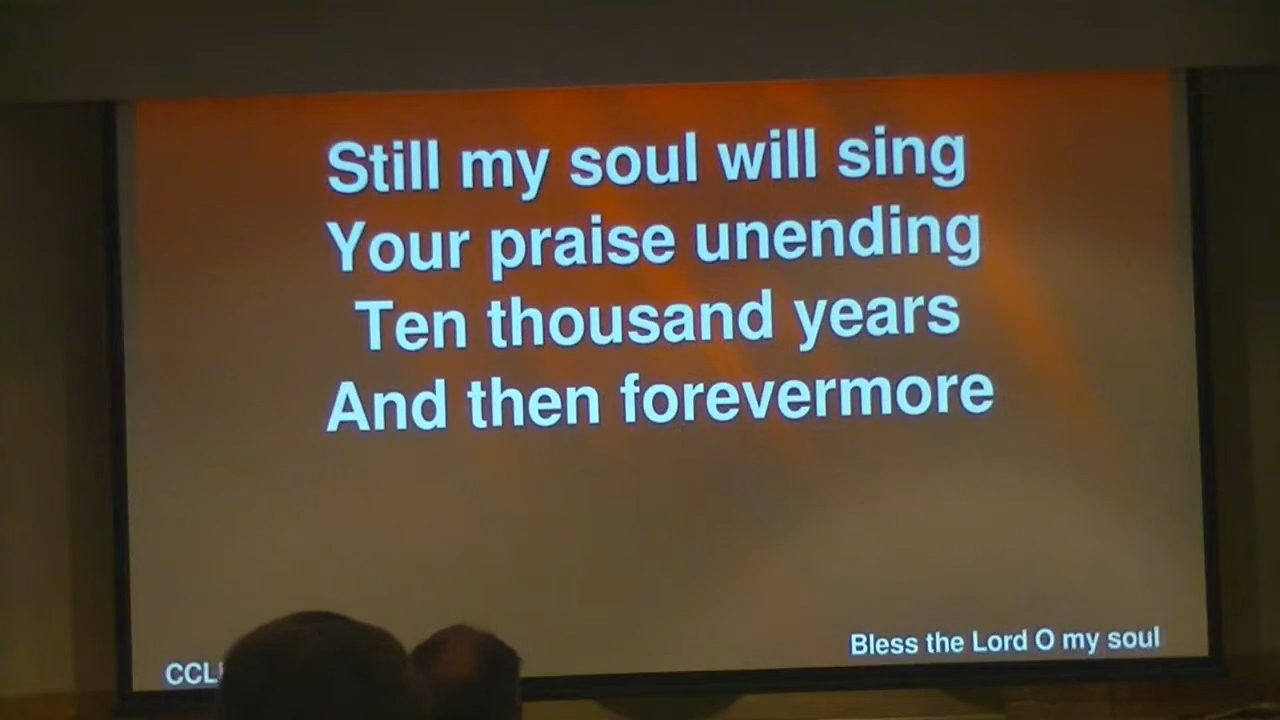 Still my soul will sing
Your praise unending
Ten thousand years
And then forevermore
Bless the Lord O my soul
CCL